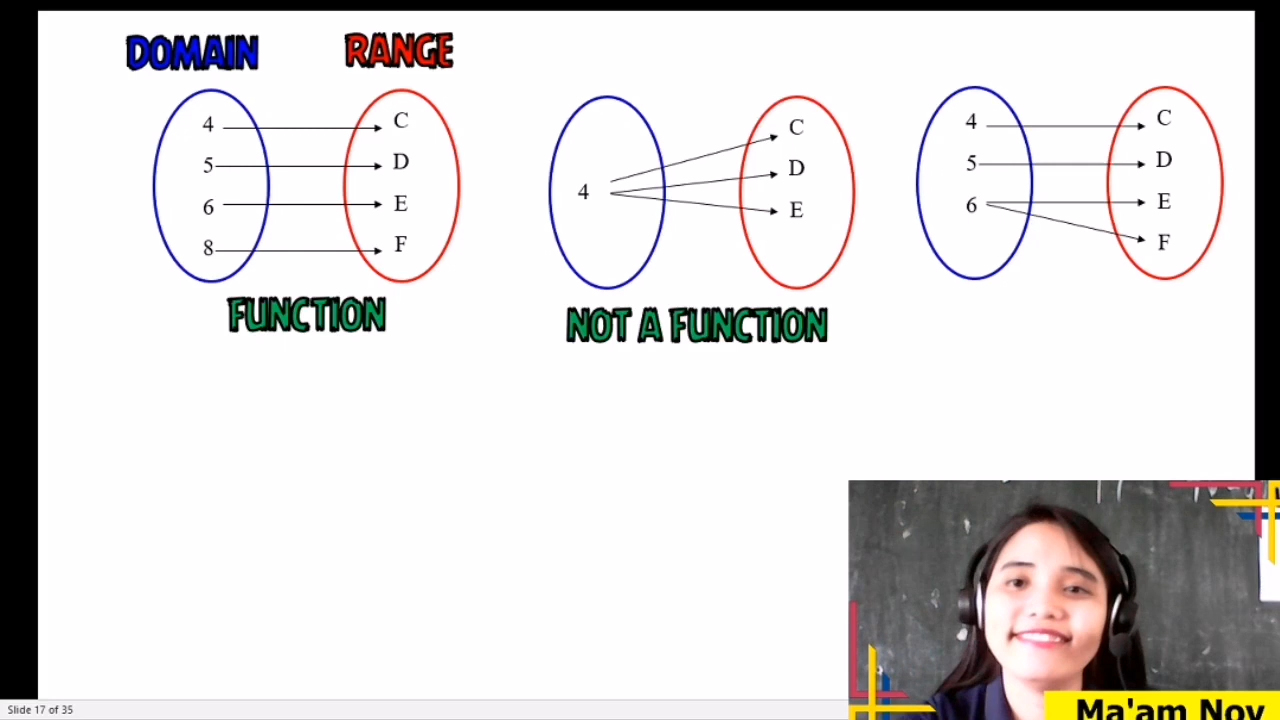 DOMAIN
RANGE
4 C
5 D
6 E
8 F
FUNCTION
4
C
D
E
NOT A FUNCTION
4 C
5 D
6 E
F
Slide 17 of 35
Ma'am Noy